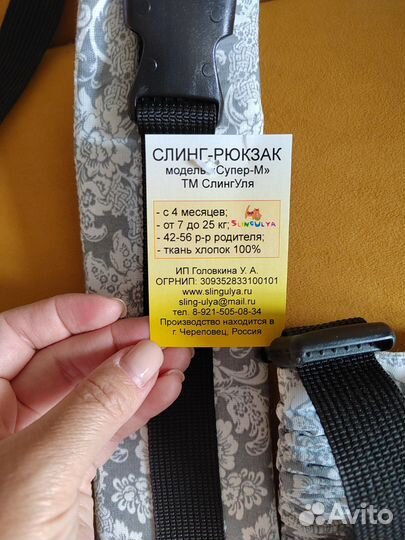 СЛИНГ-РЮКЗАК
модель «Супер-М»
ТМ СлингУля
- с 4 месяцев;
- от 7 до 25 кг;
SLINGULYA
- 42-56 р-р родителя;
- ткань хлопок 100%
ИП Головкина У. А.
ОГРНИП: 309352833100101
www.slingulya.ru
sling-ulya@mail.ru
тел. 8-921-505-08-34
Производство находится в
г. Череповец, Россия
Avito